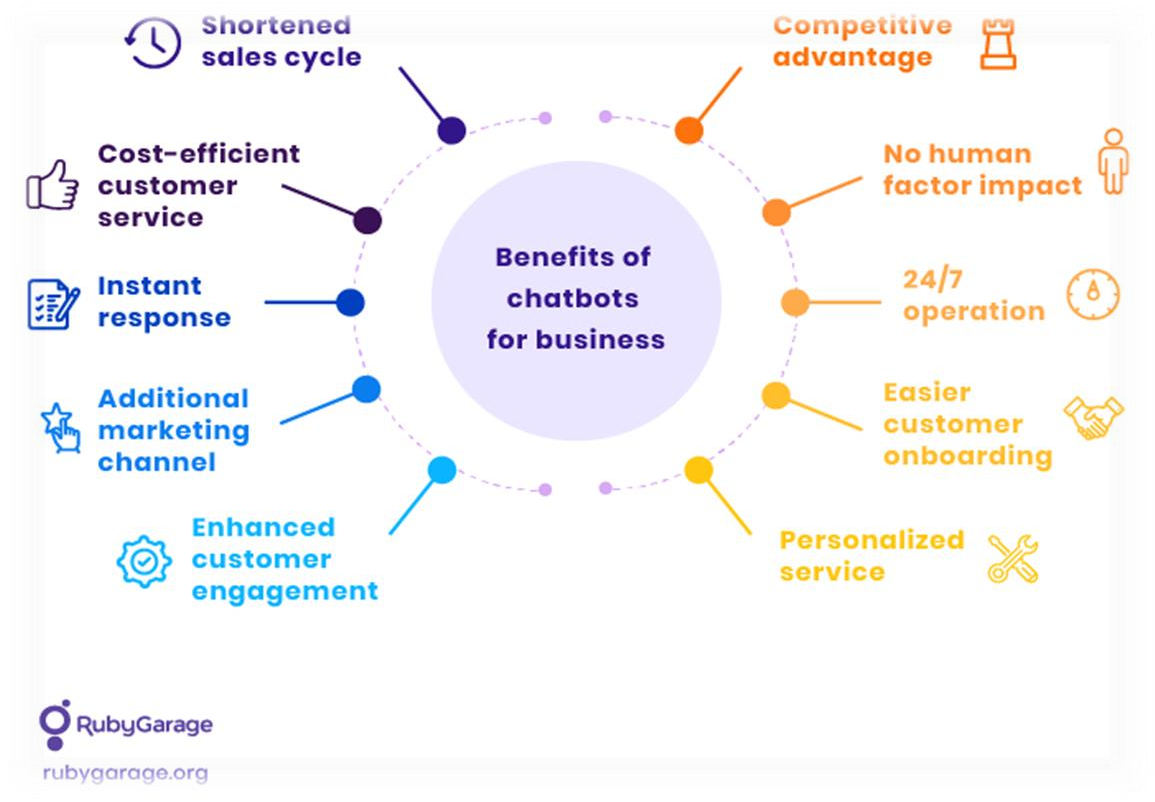 Shortened
sales cycle
Cost-efficient
customer
service
Instant
response
Additional
marketing
channel
Enhanced
customer
engagement
Benefits of
chatbots
for business
Competitive
advantage
No human
factor impact
24/7
operation
Easier
customer
onboarding
Personalized
service
RubyGarage
rubygarage.org